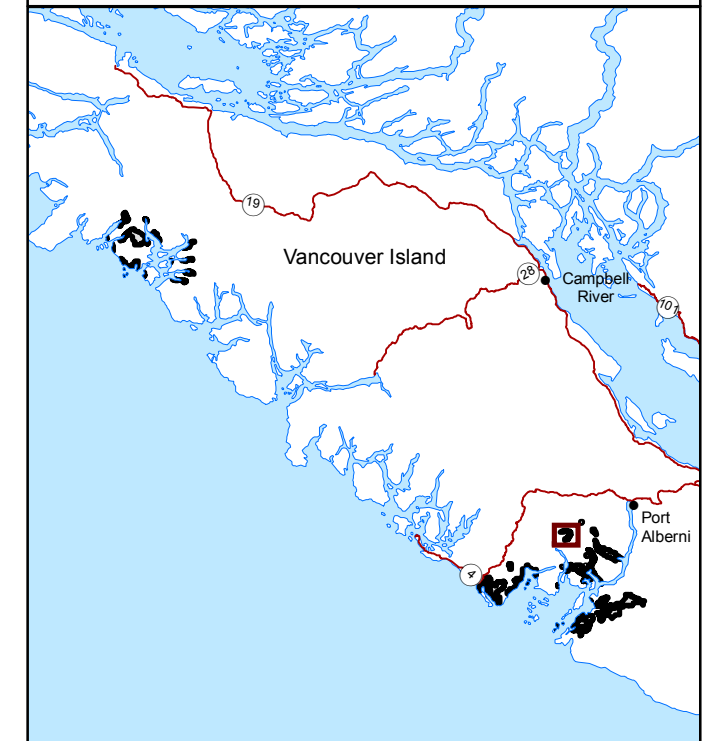 19
Vancouver Island
28
Campbell
River
101
Port
Alberni
4